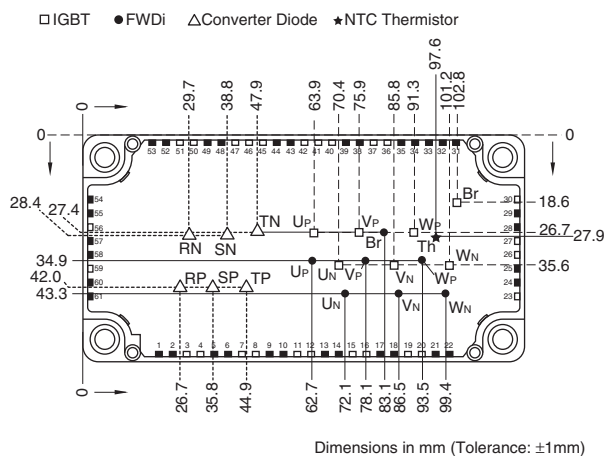 IGBT FWDi Converter Diode NTC Thermistor
97.6
29.7 38.8 47.9 63.9 70.4 75.9 85.8 91.3 101.2 102.8
0
0 0
53 52 51 50 49 48 47 46 45 44 43 42 41 40 39 38 37 36 35 34 33 32 31
54 30
Br 18.6
55 29
28.4 27.4 56 TN UP VP WP 28 26.7
RN SN Br Th 57 27 27.9
34.9 58 26
UP UN VP VN WP WN 59 25 35.6
42.0 RP SP TP 60 24
43.3 61 UN VN WN 23
1 2 3 4 5 6 7 8 9 10 11 12 13 14 15 16 17 18 19 20 21 22
0
26.7 35.8 44.9 62.7 72.1 78.1 83.1 86.5 93.5 99.4
Dimensions in mm (Tolerance: ±1mm)